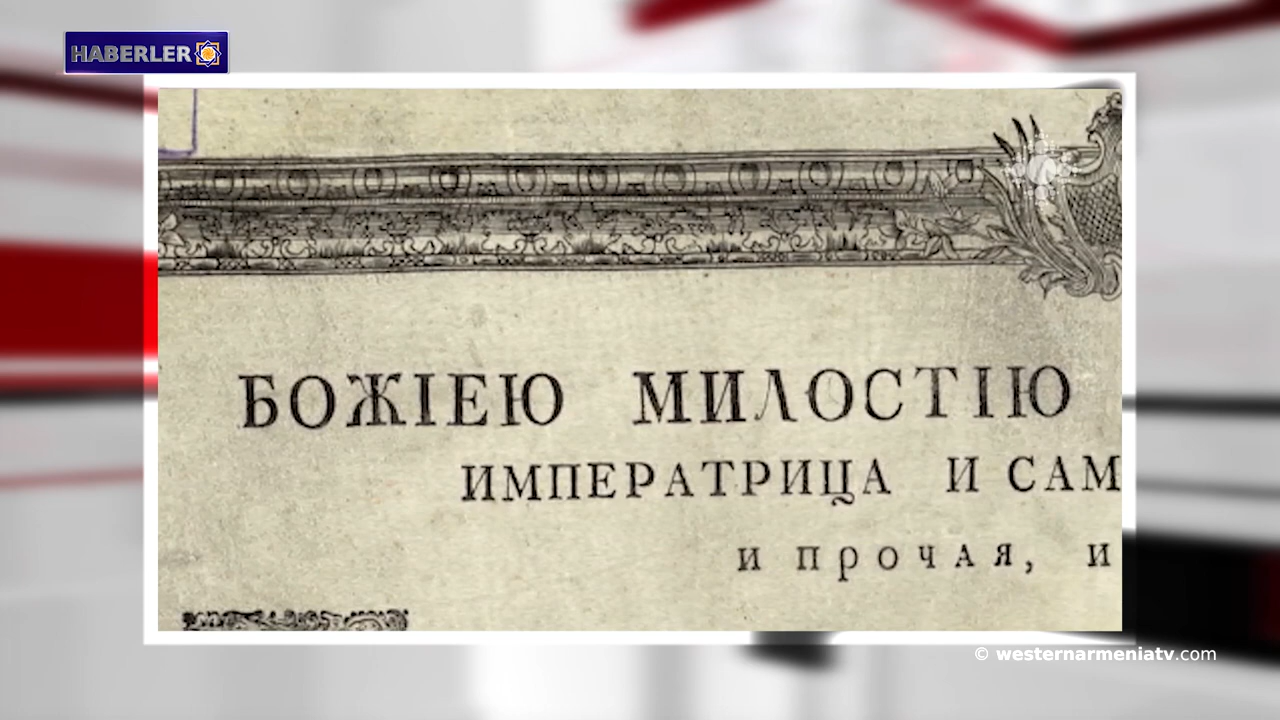 HABERLER
БОЖІЕЮ МИЛОСТІЮ
ИМПЕРАТРИЦА И САМ
и прочая, и
© westernarmeniatv.com